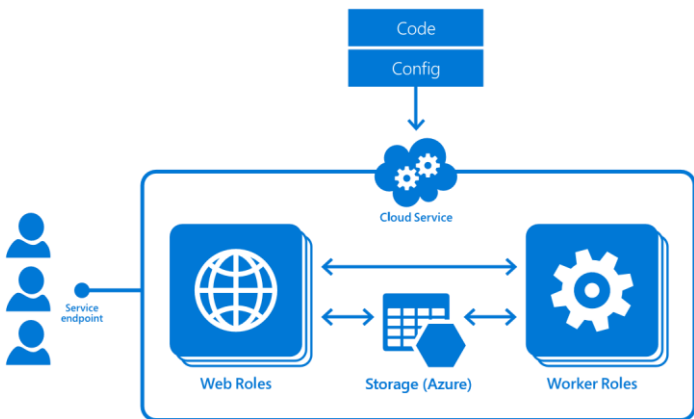 Code
Config
Cloud Service
Service
endpoint
Web Roles
Storage (Azure)
Worker Roles